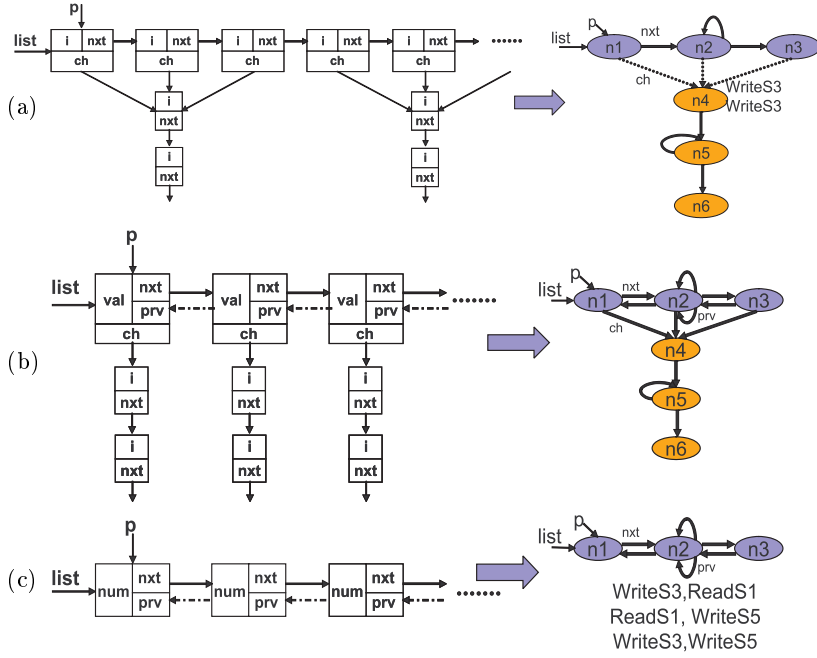 p
list
i nxt i nxt i nxt i nxt i nxt
ch ch ch ch ch
i i
nxt nxt
i i
nxt nxt
(a)
p
list
n1 nxt n2 n3
ch
n4 WriteS3
WriteS3
n5
n6
p
list
val nxt val nxt val nxt
prv prv prv
ch ch ch
i i i
nxt nxt nxt
i i i
nxt nxt nxt
(b)
p
list
n1 nxt n2 n3
prv
ch
n4
n5
n6
p
list
num nxt num nxt num nxt
prv prv prv
(c)
p
list
n1 nxt n2 n3
prv
WriteS3,ReadS1
ReadS1, WriteS5
WriteS3,WriteS5